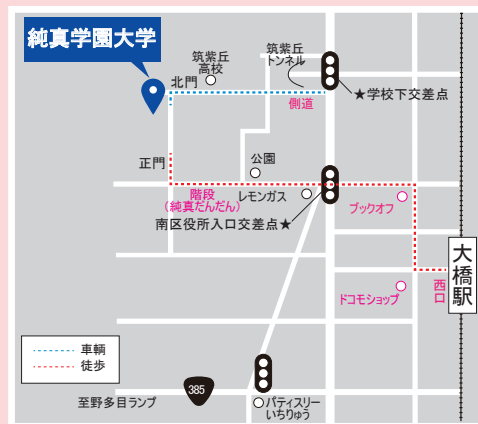 純真学園大学
筑紫丘
高校
北門
筑紫丘
トンネル
側道
★学校下交差点
正門
公園
階段
(純真だんだん)
レモンガス
南区役所入口交差点★
ブックオフ
大橋駅
西口
ドコモショップ
車輌
徒歩
385
至野多目ランプ
パティスリー
いちりゅう